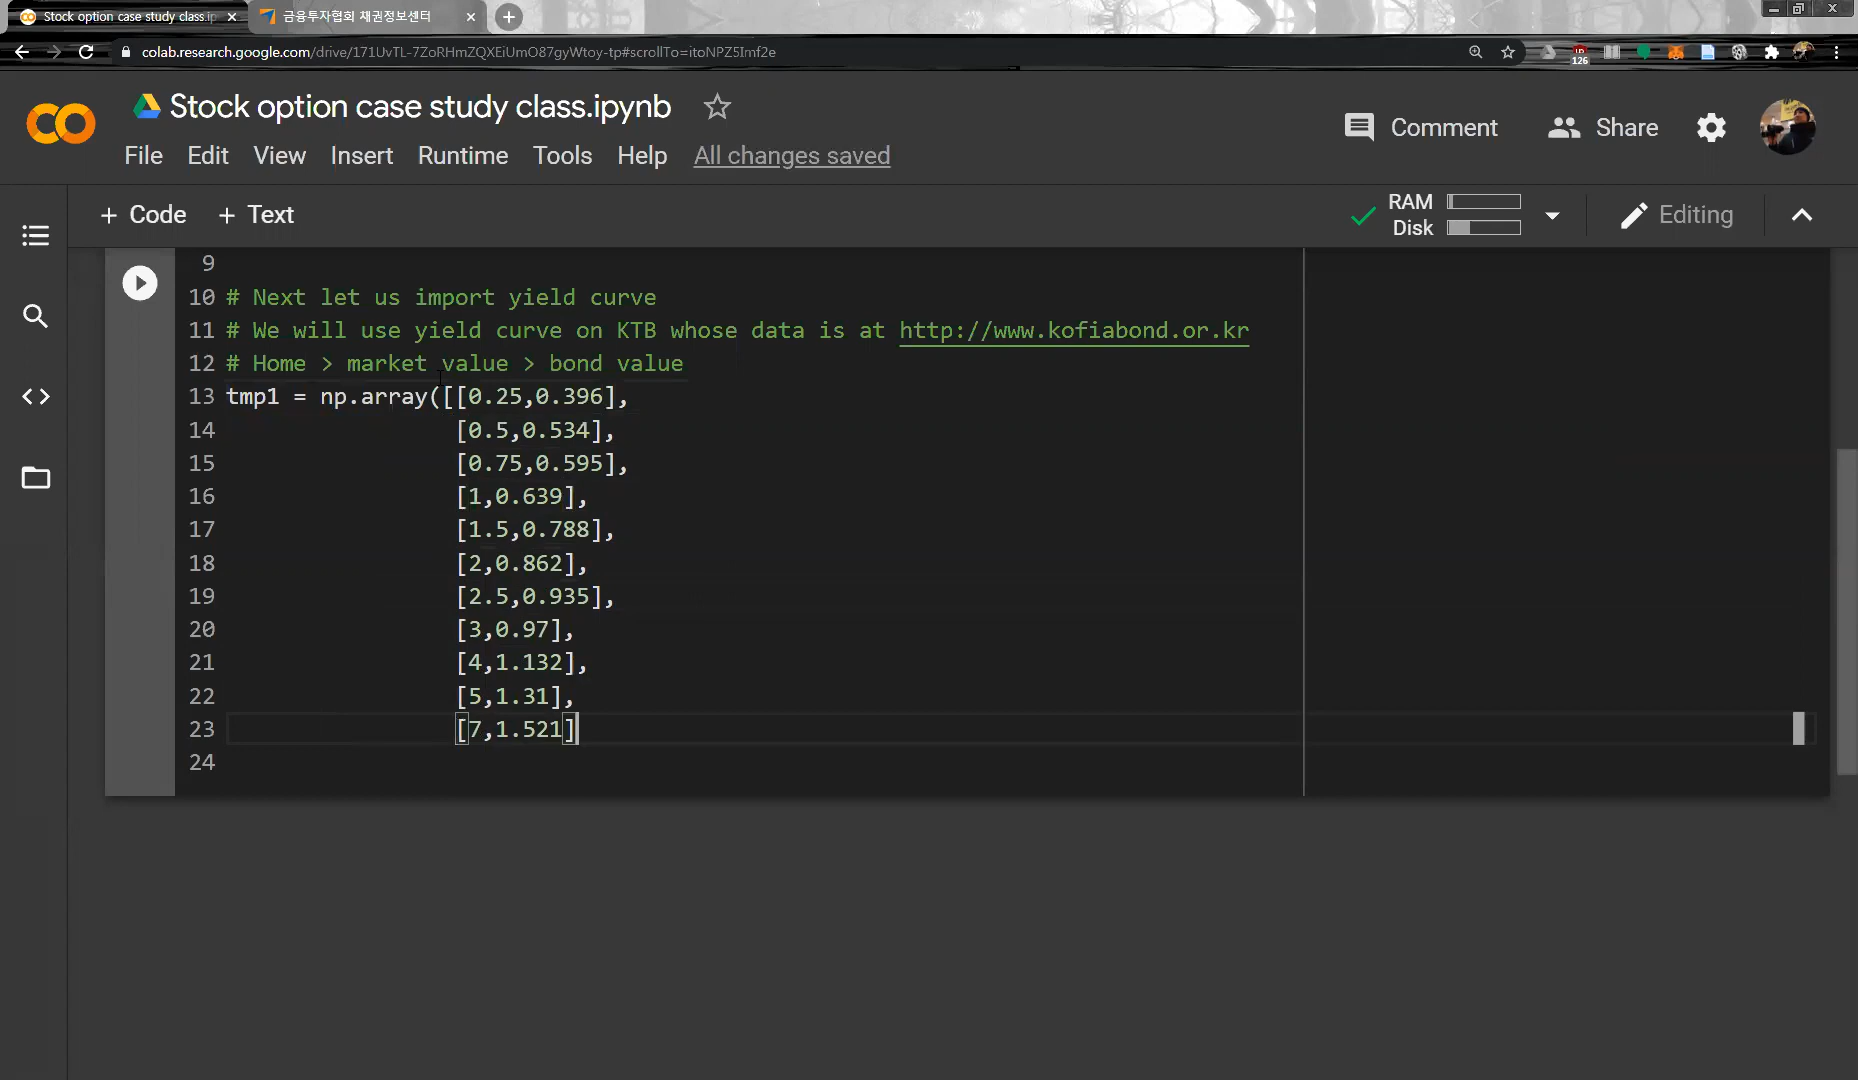 Stock option case study class.ip
금융투자협회 채권정보센터
colab.research.google.com/drive/171UvTL-7ZoRHmZQXEiUmO87gyWtoy-tp#scrollTo=itoNPZ5Imf2e
126
Stock option case study class.ipynb
Comment
Share
File Edit View Insert Runtime Tools Help All changes saved
+ Code + Text
RAM
Disk
Editing
9
10 # Next let us import yield curve
11 # We will use yield curve on KTB whose data is at http://www.kofiabond.or.kr
12 # Home > market value > bond value
13 tmp1 = np.array([[0.25,0.396],
14 [0.5,0.534],
15 [0.75,0.595],
16 [1,0.639],
17 [1.5,0.788],
18 [2,0.862],
19 [2.5,0.935],
20 [3,0.97],
21 [4,1.132],
22 [5,1.31],
23 [7,1.521]
24